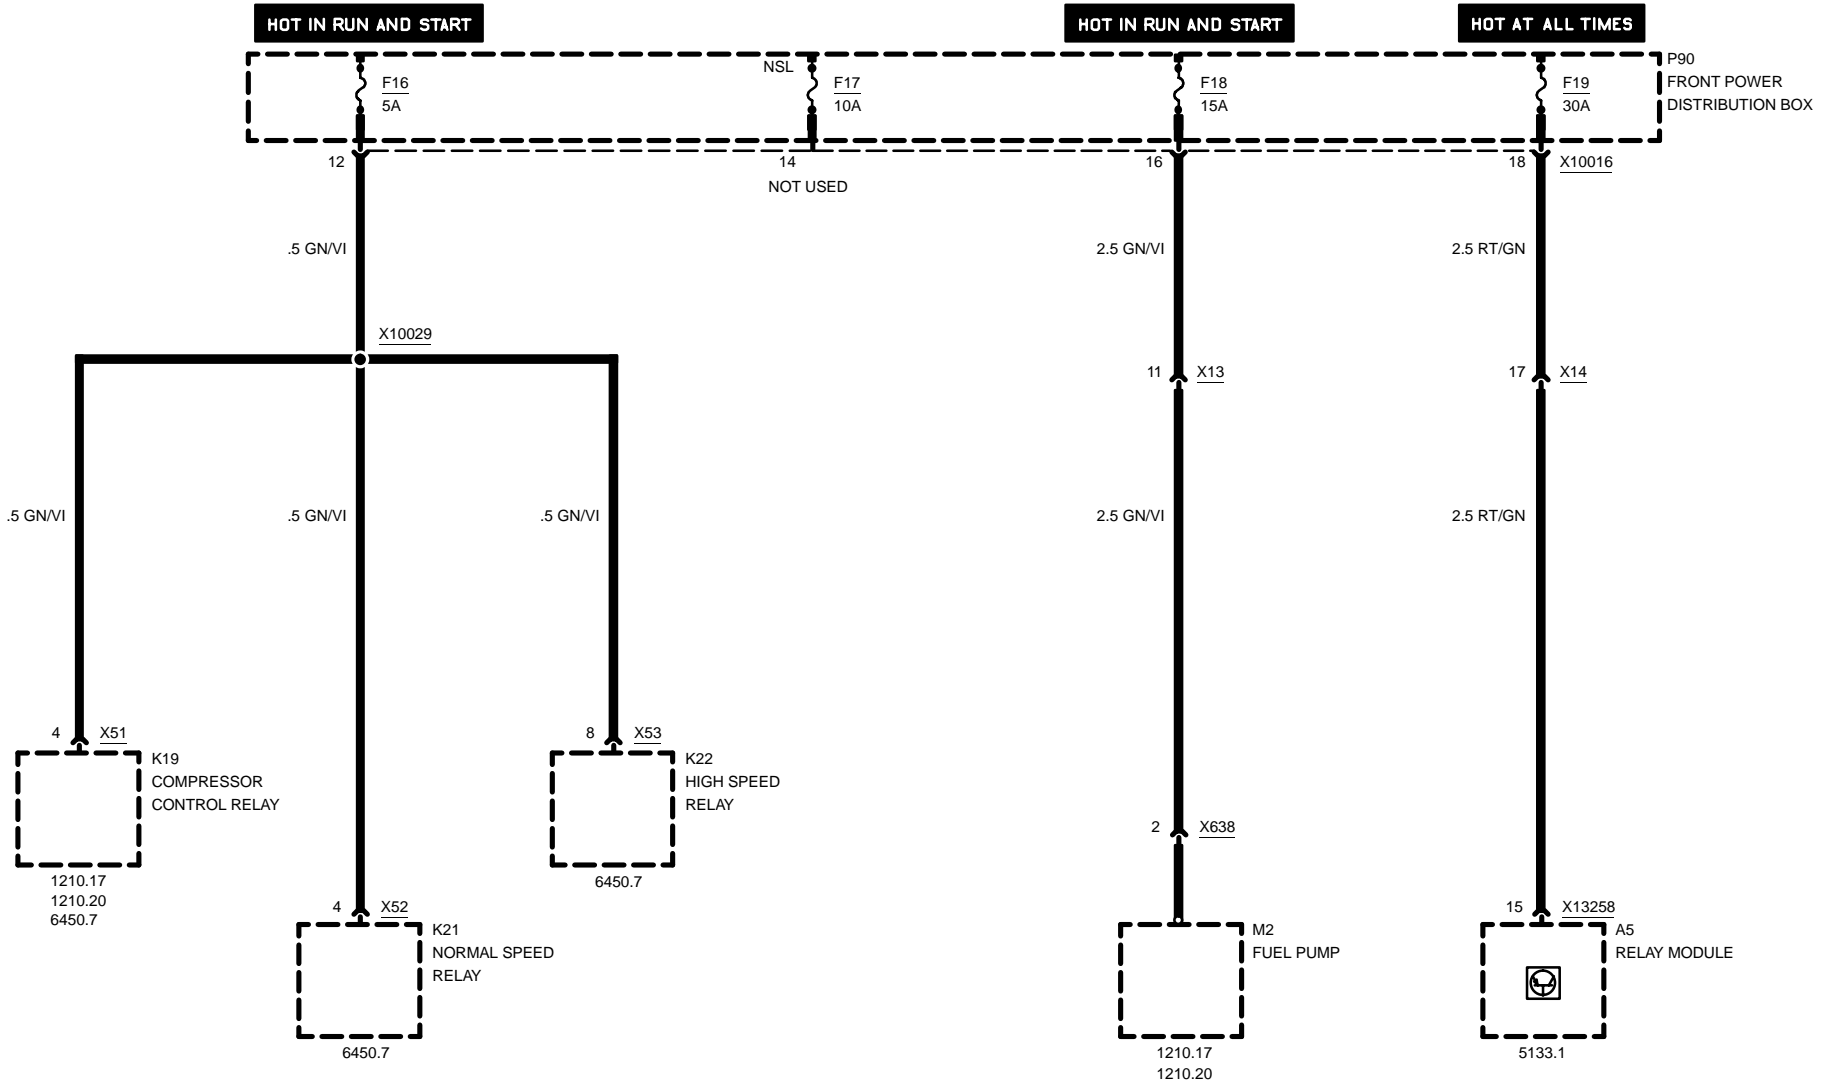 HOT IN RUN AND START
HOT IN RUN AND START
HOT AT ALL TIMES
NSL
F16
5A
F17
10A
F18
15A
F19
30A
P90
FRONT POWER
DISTRIBUTION BOX
12
14
16
18
X10016
NOT USED
.5 GN/VI
2.5 GN/VI
2.5 RT/GN
X10029
11
X13
17
X14
.5 GN/VI
.5 GN/VI
.5 GN/VI
2.5 GN/VI
2.5 RT/GN
4
X51
8
X53
K19
COMPRESSOR
CONTROL RELAY
K22
HIGH SPEED
RELAY
2
X638
1210.17
1210.20
6450.7
6450.7
4
X52
15
X13258
K21
NORMAL SPEED
RELAY
M2
FUEL PUMP
A5
RELAY MODULE
6450.7
1210.17
1210.20
5133.1